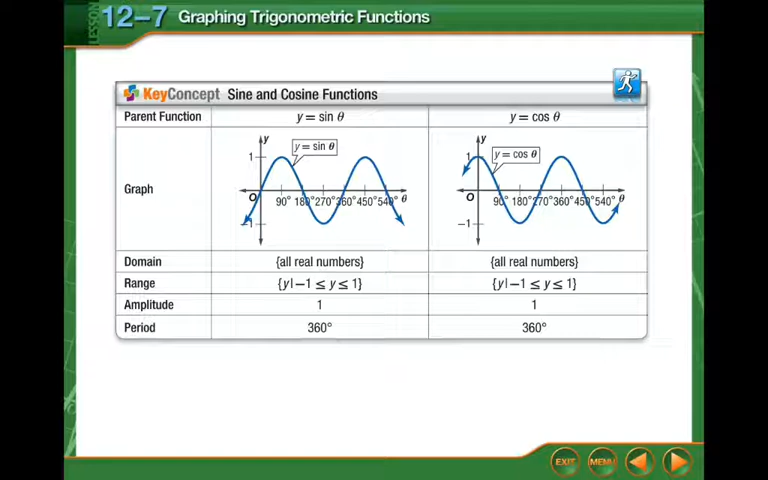 LESSON 12–7 Graphing Trigonometric Functions
KeyConcept Sine and Cosine Functions
Parent Function y = sin θ y = cos θ
Graph
y
1
y = sin θ
O 90° 180° 270° 360° 450° 540° θ
−1
y
1
y = cos θ
O 90° 180° 270° 360° 450° 540° θ
−1
Domain {all real numbers} {all real numbers}
Range {y| −1 ≤ y ≤ 1} {y| −1 ≤ y ≤ 1}
Amplitude 1 1
Period 360° 360°
EXIT MENU